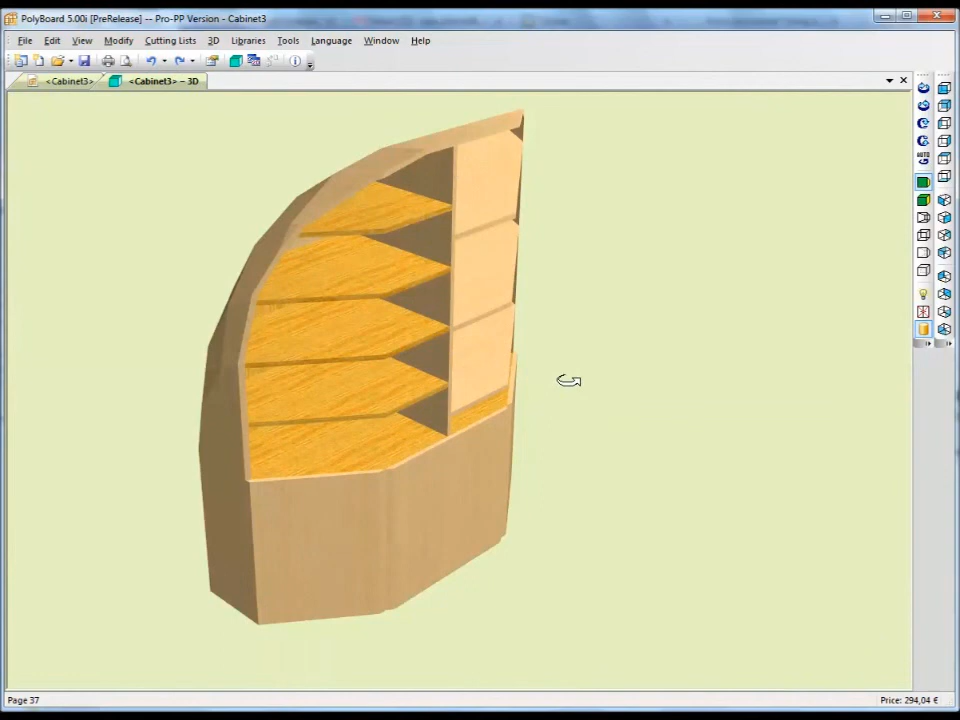 PolyBoard 5.00i [PreRelease] -- Pro-PP Version - Cabinet3
File Edit View Modify Cutting Lists 3D Libraries Tools Language Window Help
<Cabinet3> <Cabinet3> – 3D
AUTO
Page 37 Price: 294,04 €